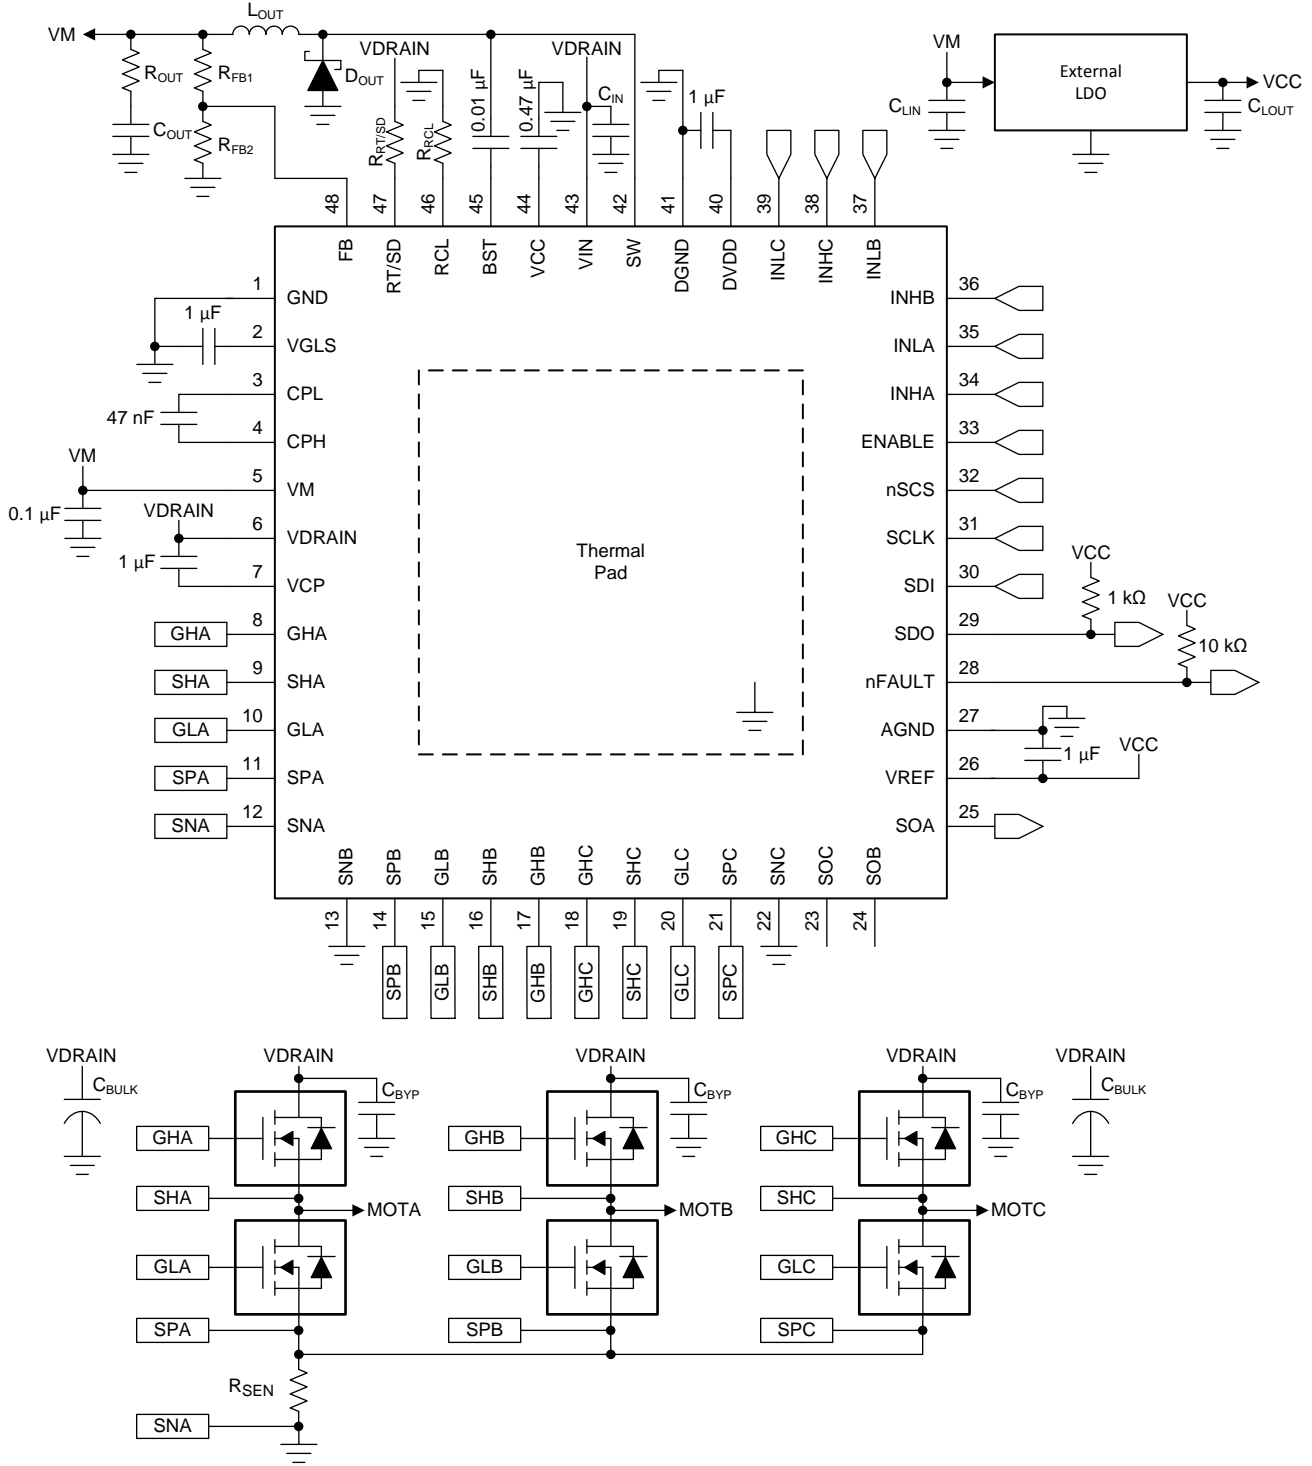 LOUT
VM
VDRAIN
VDRAIN
VM
ROUT
RFB1
DOUT
0.01 µF
0.47 µF
CIN
1 µF
External
LDO
VCC
CLIN
CLOUT
COUT
RFB2
RRT/SD
RRCL
48
47
46
45
44
43
42
41
40
39
38
37
FB
RT/SD
RCL
BST
VCC
VIN
SW
DGND
DVDD
INLC
INHC
INLB
1
GND
1 µF
2
VGLS
3
CPL
47 nF
4
CPH
VM
5
VM
0.1 µF
VDRAIN
6
VDRAIN
1 µF
7
VCP
GHA
8
GHA
SHA
9
SHA
GLA
10
GLA
SPA
11
SPA
SNA
12
SNA
Thermal
Pad
INHB
36
INLA
35
INHA
34
ENABLE
33
nSCS
32
SCLK
31
SDI
30
VCC
1 kΩ
SDO
29
VCC
10 kΩ
nFAULT
28
AGND
27
1 µF
VCC
VREF
26
SOA
25
SNB
SPB
GLB
SHB
GHB
GHC
SHC
GLC
SPC
SNC
SOC
SOB
13
14
15
16
17
18
19
20
21
22
23
24
SPB
GLB
SHB
GHB
GHC
SHC
GLC
SPC
VDRAIN
VDRAIN
VDRAIN
VDRAIN
VDRAIN
CBULK
CBYP
CBYP
CBYP
CBULK
GHA
GHB
GHC
SHA
SHB
SHC
MOTA
MOTB
MOTC
GLA
GLB
GLC
SPA
SPB
SPC
RSEN
SNA